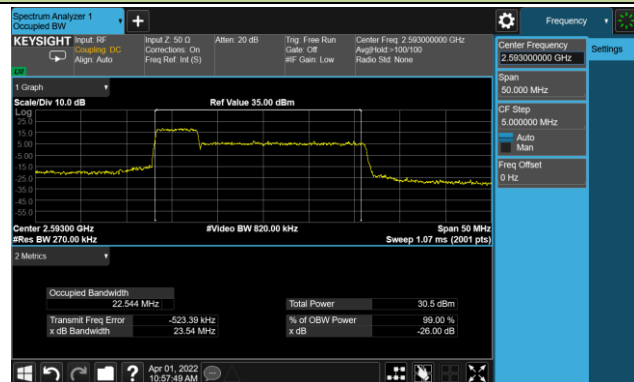 Spectrum Analyzer 1
Occupied BW
Frequency
KEYSIGHT
Input: RF
Coupling: DC
Align: Auto
Input Z: 50 Ω
Corrections: On
Freq Ref: Int (S)
Atten: 20 dB
Trig: Free Run
Gate: Off
#IF Gain: Low
Center Freq: 2.593000000 GHz
Avg|Hold:>100/100
Radio Std: None
Center Frequency
2.593000000 GHz
Settings
Span
50.000 MHz
CF Step
5.000000 MHz
Auto
Man
Freq Offset
0 Hz
1 Graph
Scale/Div 10.0 dB
Ref Value 35.00 dBm
Log
25.0
15.0
5.00
-5.00
-15.0
-25.0
-35.0
-45.0
-55.0
Center 2.59300 GHz
#Video BW 820.00 kHz
Span 50 MHz
#Res BW 270.00 kHz
Sweep 1.07 ms (2001 pts)
2 Metrics
Occupied Bandwidth
22.544 MHz
Total Power 30.5 dBm
Transmit Freq Error -523.39 kHz
% of OBW Power 99.00 %
x dB Bandwidth 23.54 MHz
x dB -26.00 dB
Apr 01, 2022
10:57:49 AM